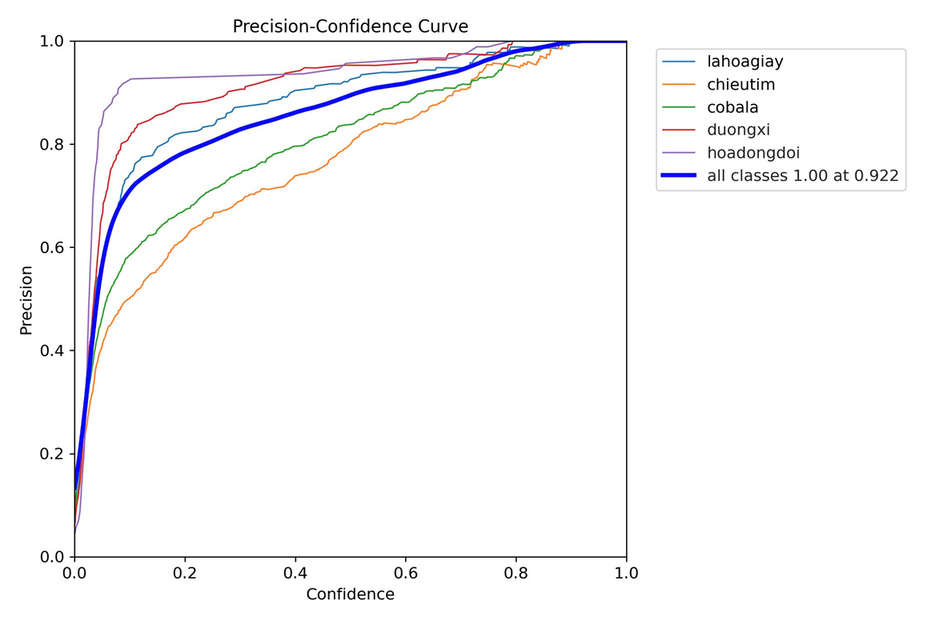 Precision-Confidence Curve
1.0
0.8
0.6
0.4
0.2
0.0
Precision
0.0 0.2 0.4 0.6 0.8 1.0
Confidence
lahoagiay
chieutim
cobala
duongxi
hoadongdoi
all classes 1.00 at 0.922